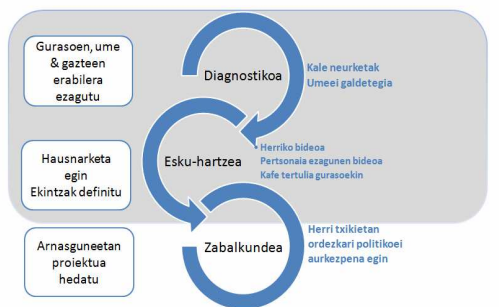 Gurasoen, ume
& gazteen
erabilera
ezagutu
Diagnostikoa
Kale neurketak
Umeei galdetegia
Hausnarketa
egin
Ekintzak definitu
Esku-hartzea
• Herriko bideoa
Pertsonaia ezagunen bideoa
Kafe tertulia gurasoekin
Arnasguneetan
proiektua
hedatu
Zabalkundea
Herri txikietan
ordezkari politikoei
aurkezpena egin